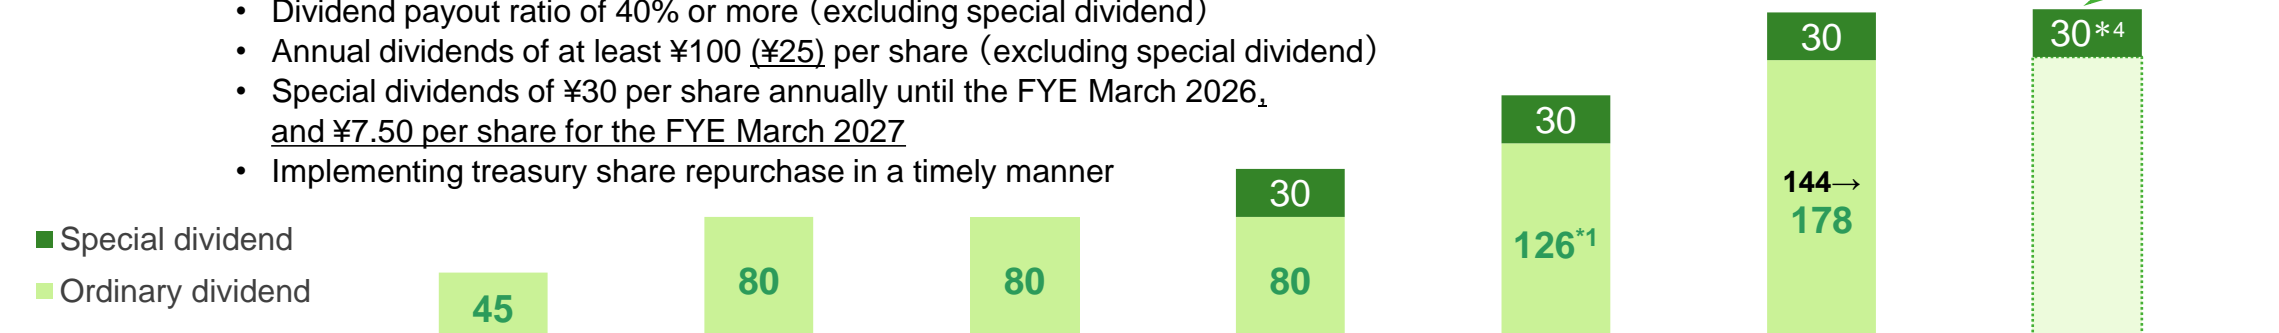 • Dividend payout ratio of 40% or more（excluding special dividend）
• Annual dividends of at least ¥100 (¥25) per share（excluding special dividend）
• Special dividends of ¥30 per share annually until the FYE March 2026,
and ¥7.50 per share for the FYE March 2027
• Implementing treasury share repurchase in a timely manner
Special dividend
Ordinary dividend
45
80
80
30
80
30
126*1
30
144→
178
30*4